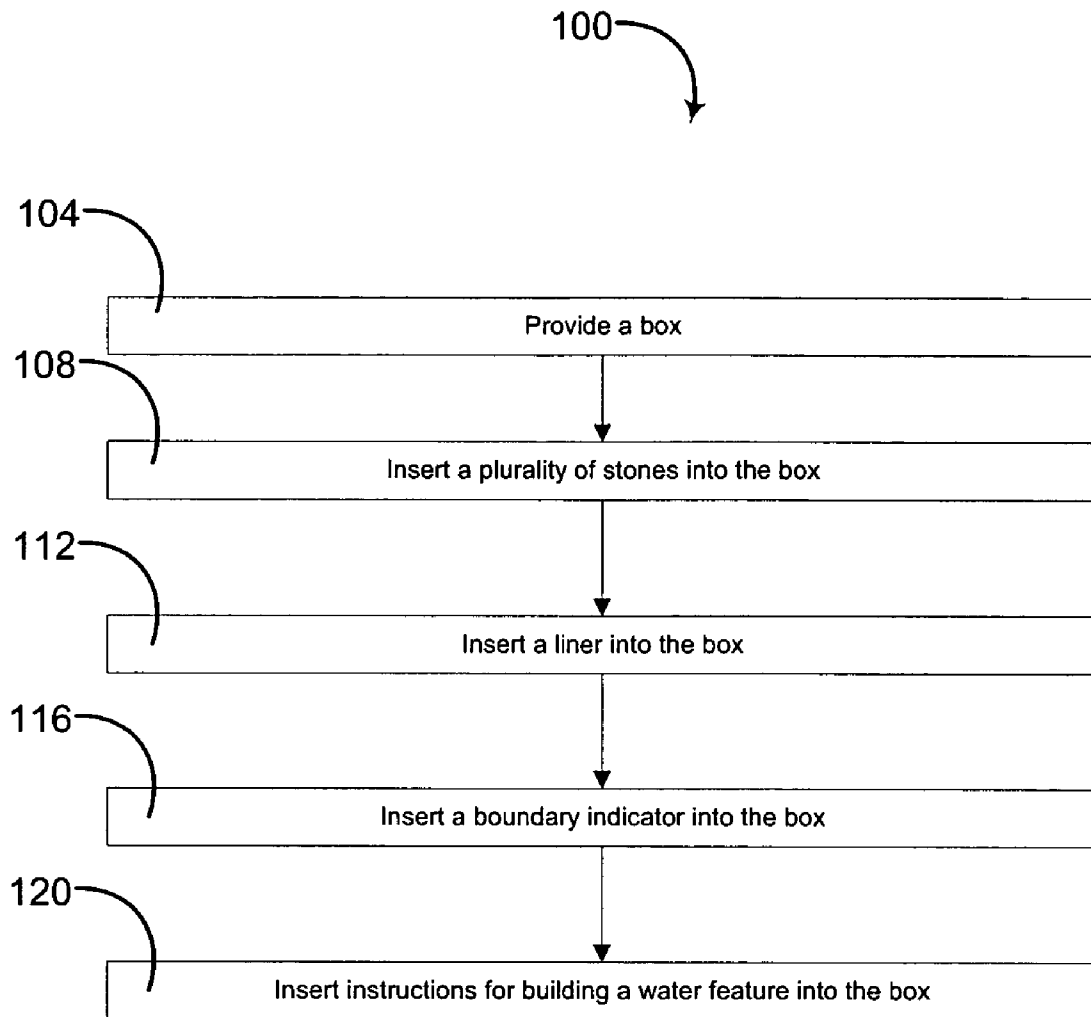 100
104
Provide a box
108
Insert a plurality of stones into the box
112
Insert a liner into the box
116
Insert a boundary indicator into the box
120
Insert instructions for building a water feature into the box